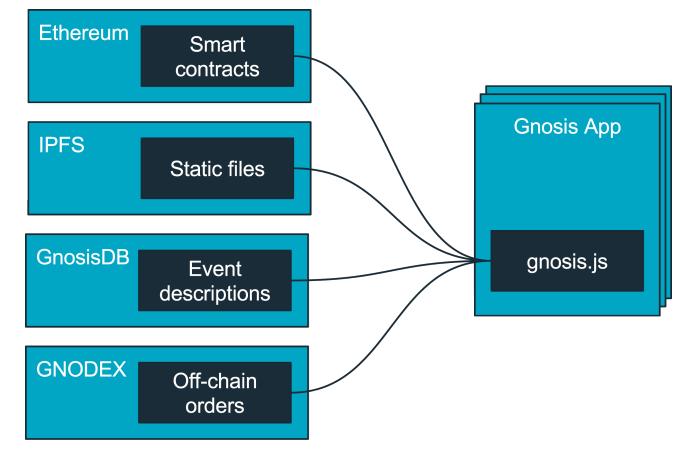 Ethereum
Smart
contracts
IPFS
Static files
GnosisDB
Event
descriptions
GNODEX
Off-chain
orders
Gnosis App
gnosis.js